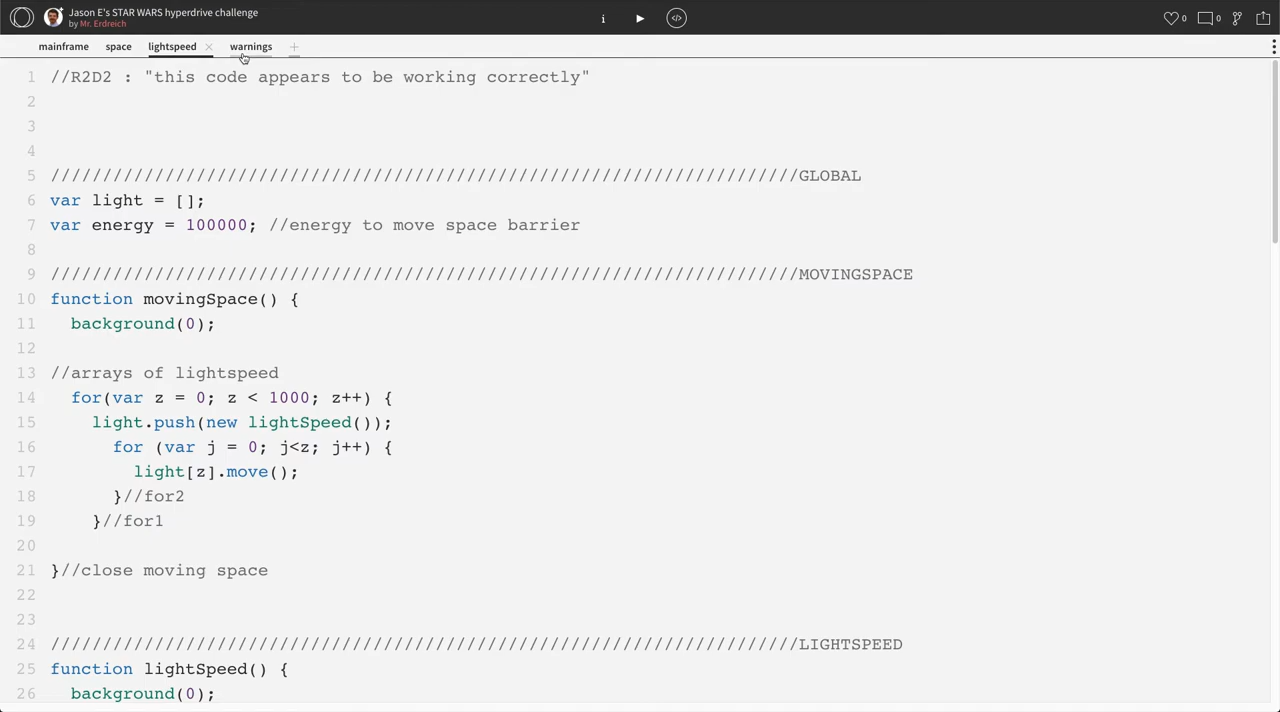 Jason E's STAR WARS hyperdrive challenge
by Mr. Erdreich
i
</>
0
0
mainframe space lightspeed × warnings +
1 //R2D2 : "this code appears to be working correctly"
2
3
4
5 ////////////////////////////////////////////////////////////////////////GLOBAL
6 var light = [];
7 var energy = 100000; //energy to move space barrier
8
9 ////////////////////////////////////////////////////////////////////////MOVINGSPACE
10 function movingSpace() {
11 background(0);
12
13 //arrays of lightspeed
14 for(var z = 0; z < 1000; z++) {
15 light.push(new lightSpeed());
16 for (var j = 0; j<z; j++) {
17 light[z].move();
18 }//for2
19 }//for1
20
21 }//close moving space
22
23
24 ////////////////////////////////////////////////////////////////////////LIGHTSPEED
25 function lightSpeed() {
26 background(0);